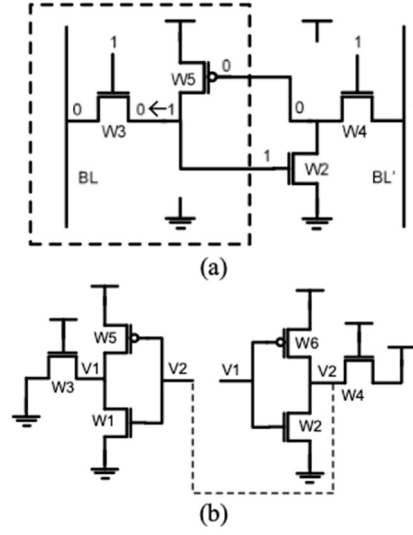 1 1
W5 0
0 0 ← 1 0
W3 W4
1 W2
BL BL'
(a)
W5 W6
V1 V2 V1 V2
W3 W4
W1 W2
(b)